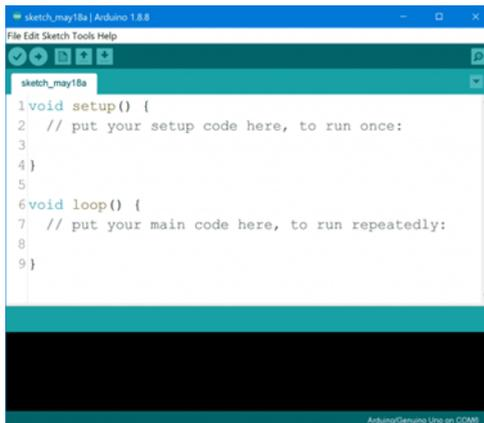 sketch_may18a | Arduino 1.8.8
File Edit Sketch Tools Help
sketch_may18a
1 void setup() {
2 // put your setup code here, to run once:
3
4 }
5
6 void loop() {
7 // put your main code here, to run repeatedly:
8
9 }
Arduino/Genuino Uno on COM6